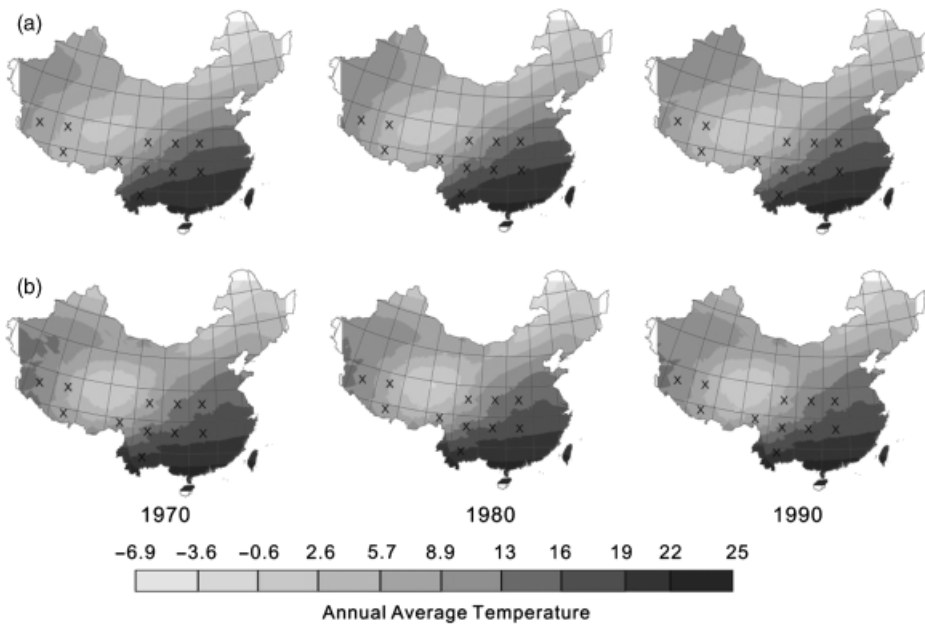 (a)
(b)
1970 1980 1990
−6.9 −3.6 −0.6 2.6 5.7 8.9 13 16 19 22 25
Annual Average Temperature